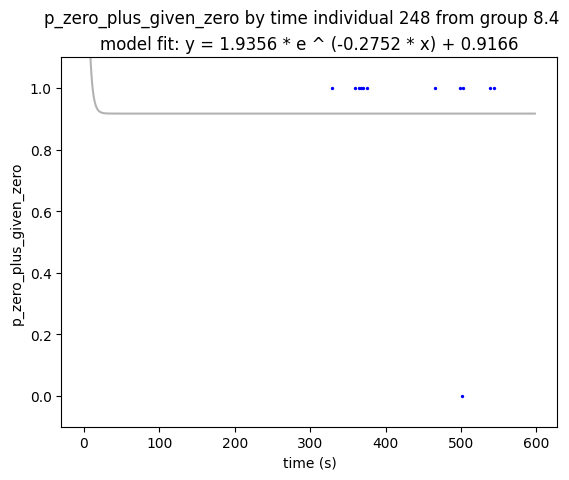 p_zero_plus_given_zero by time individual 248 from group 8.4
model fit: y = 1.9356 * e ^ (-0.2752 * x) + 0.9166
1.0
0.8
0.6
0.4
0.2
0.0
p_zero_plus_given_zero
0 100 200 300 400 500 600
time (s)